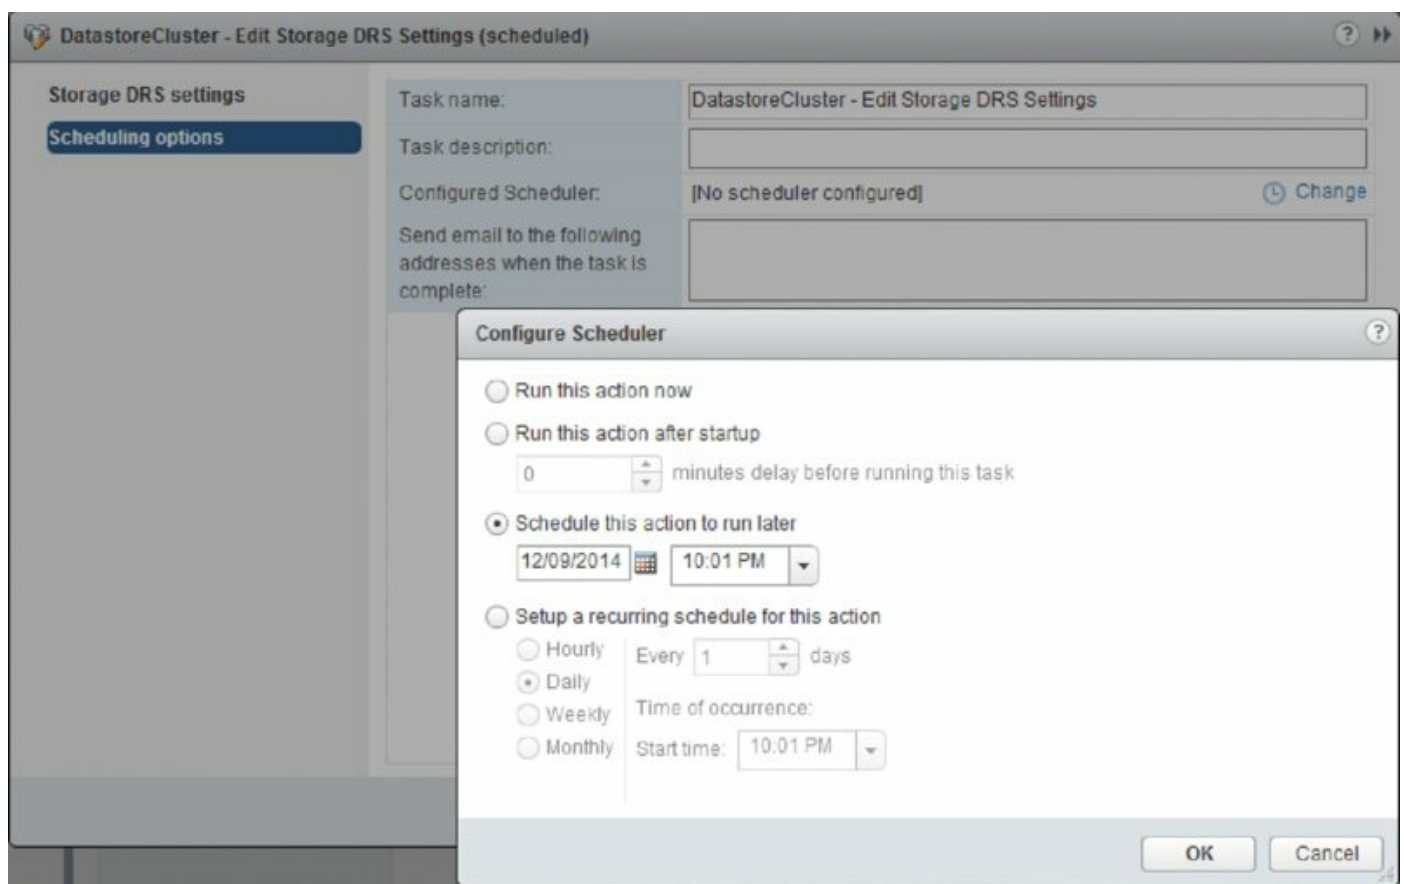 DatastoreCluster - Edit Storage DRS Settings (scheduled)
?
Storage DRS settings
Scheduling options
Task name:
DatastoreCluster - Edit Storage DRS Settings
Task description:
Configured Scheduler:
[No scheduler configured]
Change
Send email to the following
addresses when the task is
complete:
Configure Scheduler
?
Run this action now
Run this action after startup
0 minutes delay before running this task
Schedule this action to run later
12/09/2014 10:01 PM
Setup a recurring schedule for this action
Hourly
Daily
Weekly
Monthly
Every 1 days
Time of occurrence:
Start time: 10:01 PM
OK
Cancel